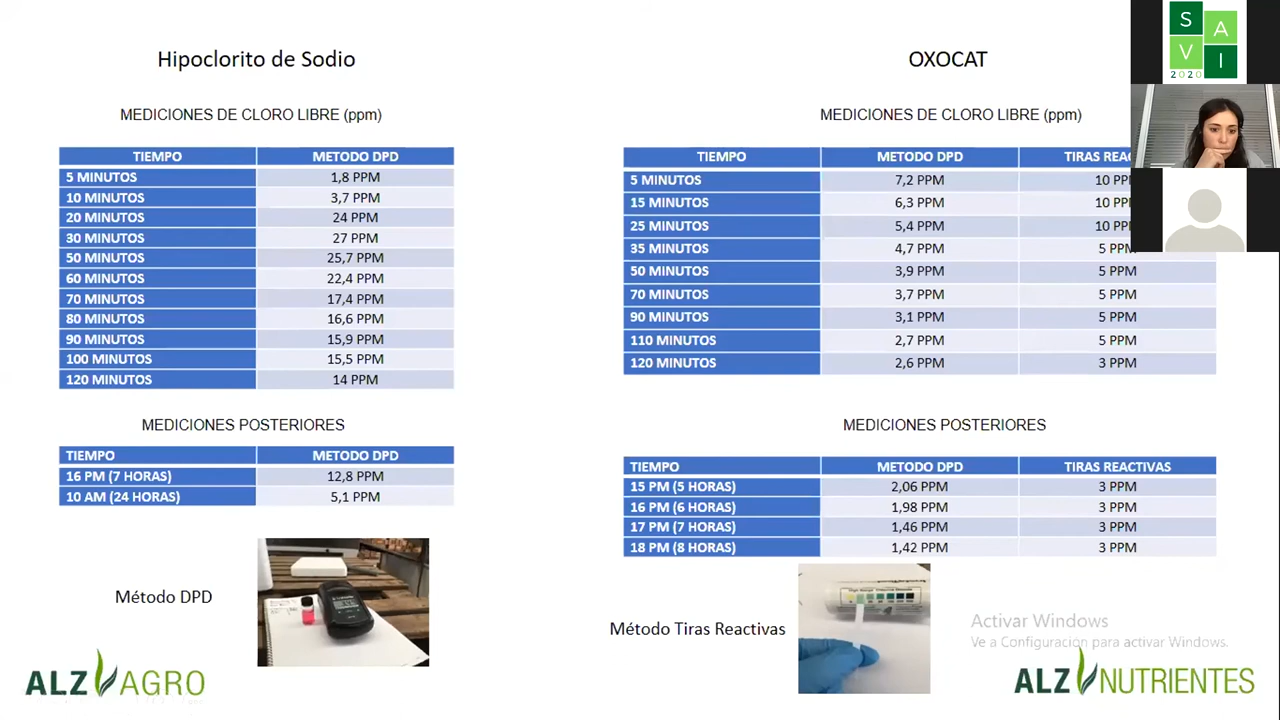 Hipoclorito de Sodio
MEDICIONES DE CLORO LIBRE (ppm)
TIEMPO METODO DPD
5 MINUTOS 1,8 PPM
10 MINUTOS 3,7 PPM
20 MINUTOS 24 PPM
30 MINUTOS 27 PPM
50 MINUTOS 25,7 PPM
60 MINUTOS 22,4 PPM
70 MINUTOS 17,4 PPM
80 MINUTOS 16,6 PPM
90 MINUTOS 15,9 PPM
100 MINUTOS 15,5 PPM
120 MINUTOS 14 PPM
MEDICIONES POSTERIORES
TIEMPO METODO DPD
16 PM (7 HORAS) 12,8 PPM
10 AM (24 HORAS) 5,1 PPM
Método DPD
ALZ AGRO
OXOCAT
MEDICIONES DE CLORO LIBRE (ppm)
TIEMPO METODO DPD TIRAS REAC
5 MINUTOS 7,2 PPM 10 PP
15 MINUTOS 6,3 PPM 10 PP
25 MINUTOS 5,4 PPM 10 PP
35 MINUTOS 4,7 PPM 5 PPM
50 MINUTOS 3,9 PPM 5 PPM
70 MINUTOS 3,7 PPM 5 PPM
90 MINUTOS 3,1 PPM 5 PPM
110 MINUTOS 2,7 PPM 5 PPM
120 MINUTOS 2,6 PPM 3 PPM
MEDICIONES POSTERIORES
TIEMPO METODO DPD TIRAS REACTIVAS
15 PM (5 HORAS) 2,06 PPM 3 PPM
16 PM (6 HORAS) 1,98 PPM 3 PPM
17 PM (7 HORAS) 1,46 PPM 3 PPM
18 PM (8 HORAS) 1,42 PPM 3 PPM
Método Tiras Reactivas
Activar Windows
Ve a Configuración para activar Windows.
ALZ NUTRIENTES
S A
V I
2020